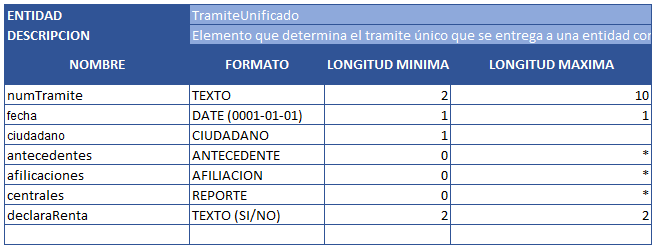 ENTIDAD TramiteUnificado
DESCRIPCION Elemento que determina el tramite único que se entrega a una entidad con
NOMBRE FORMATO LONGITUD MINIMA LONGITUD MAXIMA
numTramite TEXTO 2 10
fecha DATE (0001-01-01) 1 1
ciudadano CIUDADANO 1
antecedentes ANTECEDENTE 0 *
afilicaciones AFILIACION 0 *
centrales REPORTE 0 *
declaraRenta TEXTO (SI/NO) 2 2